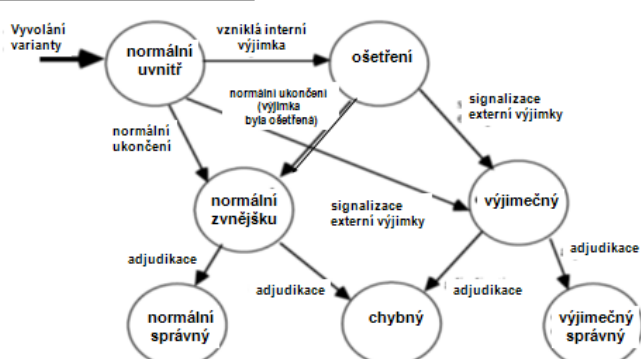 Vyvolání
varianty
normální
uvnitř
vzniklá interní
výjimka
ošetření
normální ukončení
(výjimka
byla ošetřená)
signalizace
externí výjimky
normální
ukončení
normální
zvnějšku
signalizace
externí výjimky
výjimečný
adjudikace
adjudikace
adjudikace
adjudikace
normální
správný
chybný
výjimečný
správný